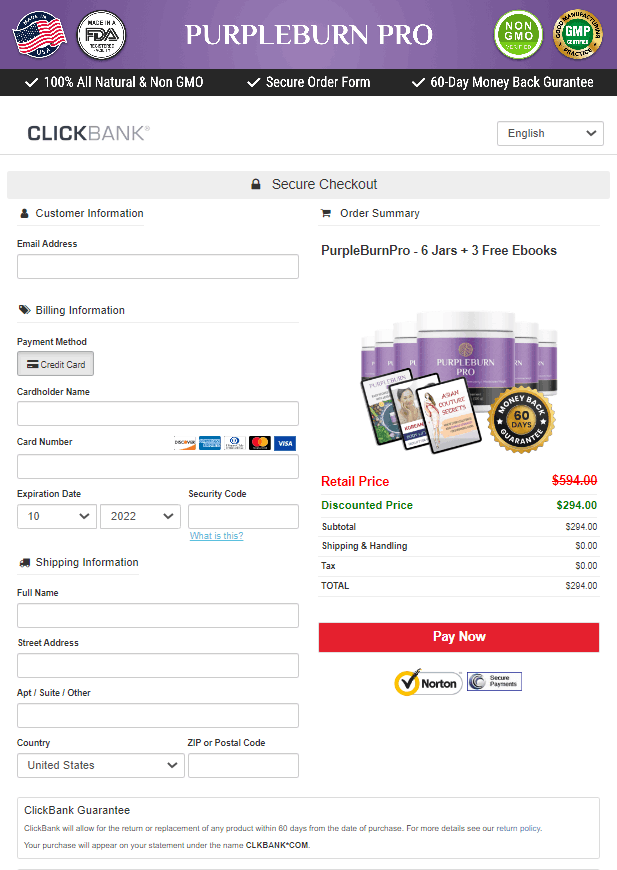 MADE IN
USA
MADE IN A
FDA
REGISTERED
FACILITY
PURPLEBURN PRO
NON
GMO
VERIFIED
GOOD MANUFACTURING
GMP
CERTIFIED
PRACTICE
100% All Natural & Non GMO
Secure Order Form
60-Day Money Back Gurantee
CLICKBANK®
English
Secure Checkout
Customer Information
Email Address
Billing Information
Payment Method
Credit Card
Cardholder Name
Card Number
DISCOVER
VISA
Expiration Date
Security Code
10
2022
What is this?
Shipping Information
Full Name
Street Address
Apt / Suite / Other
Country
ZIP or Postal Code
United States
Order Summary
PurpleBurnPro - 6 Jars + 3 Free Ebooks
PURPLEBURN
PRO
PURPLEBURN
KOREAN
ASIAN
COUTURE
SECRETS
MONEY BACK
60
DAYS
GUARANTEE
Retail Price
$594.00
Discounted Price
$294.00
Subtotal
$294.00
Shipping & Handling
$0.00
Tax
$0.00
TOTAL
$294.00
Pay Now
Norton
Secure
Payments
ClickBank Guarantee
ClickBank will allow for the return or replacement of any product within 60 days from the date of purchase. For more details see our return policy.
Your purchase will appear on your statement under the name CLKBANK*COM.